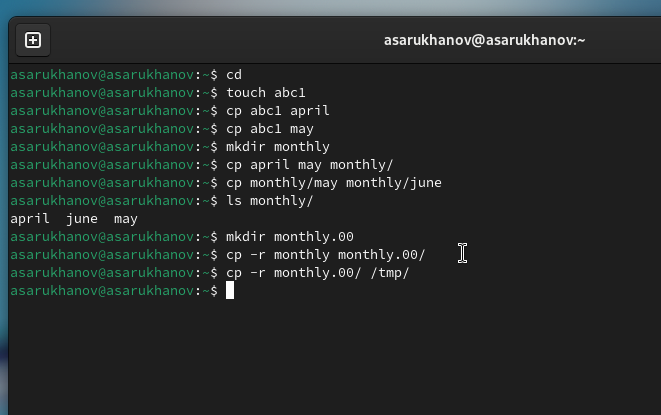 asarukhanov@asarukhanov:~
asarukhanov@asarukhanov:~$ cd
asarukhanov@asarukhanov:~$ touch abc1
asarukhanov@asarukhanov:~$ cp abc1 april
asarukhanov@asarukhanov:~$ cp abc1 may
asarukhanov@asarukhanov:~$ mkdir monthly
asarukhanov@asarukhanov:~$ cp april may monthly/
asarukhanov@asarukhanov:~$ cp monthly/may monthly/june
asarukhanov@asarukhanov:~$ ls monthly/
april  june  may
asarukhanov@asarukhanov:~$ mkdir monthly.00
asarukhanov@asarukhanov:~$ cp -r monthly monthly.00/
asarukhanov@asarukhanov:~$ cp -r monthly.00/ /tmp/
asarukhanov@asarukhanov:~$